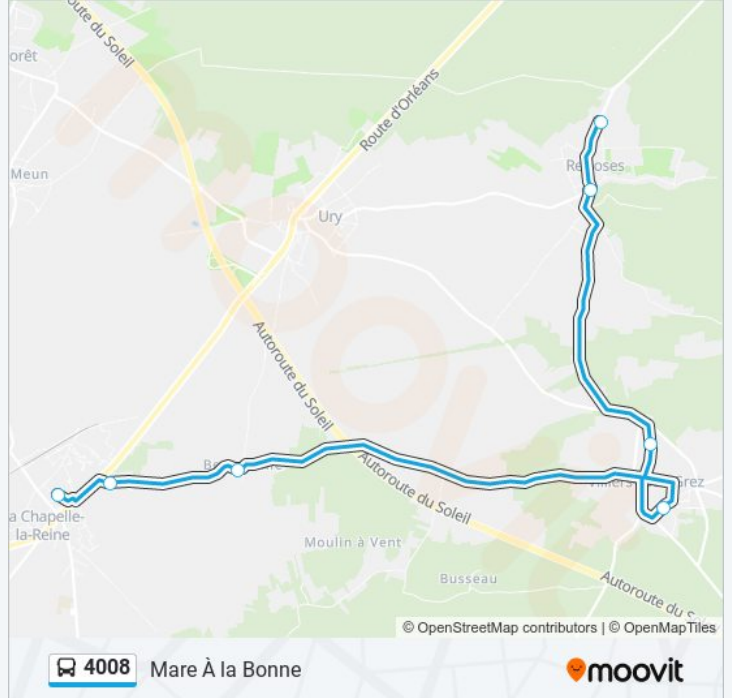 Route du Soleil
orêt
Route d'Orléans
Meun
Ury
Autoroute du Soleil
Autoroute du Soleil
Grez
a Chapelle-
la-Reine
Moulin à Vent
Busseau
Autoroute du S
© OpenStreetMap contributors | © OpenMapTiles
4008 Mare À la Bonne
moovit